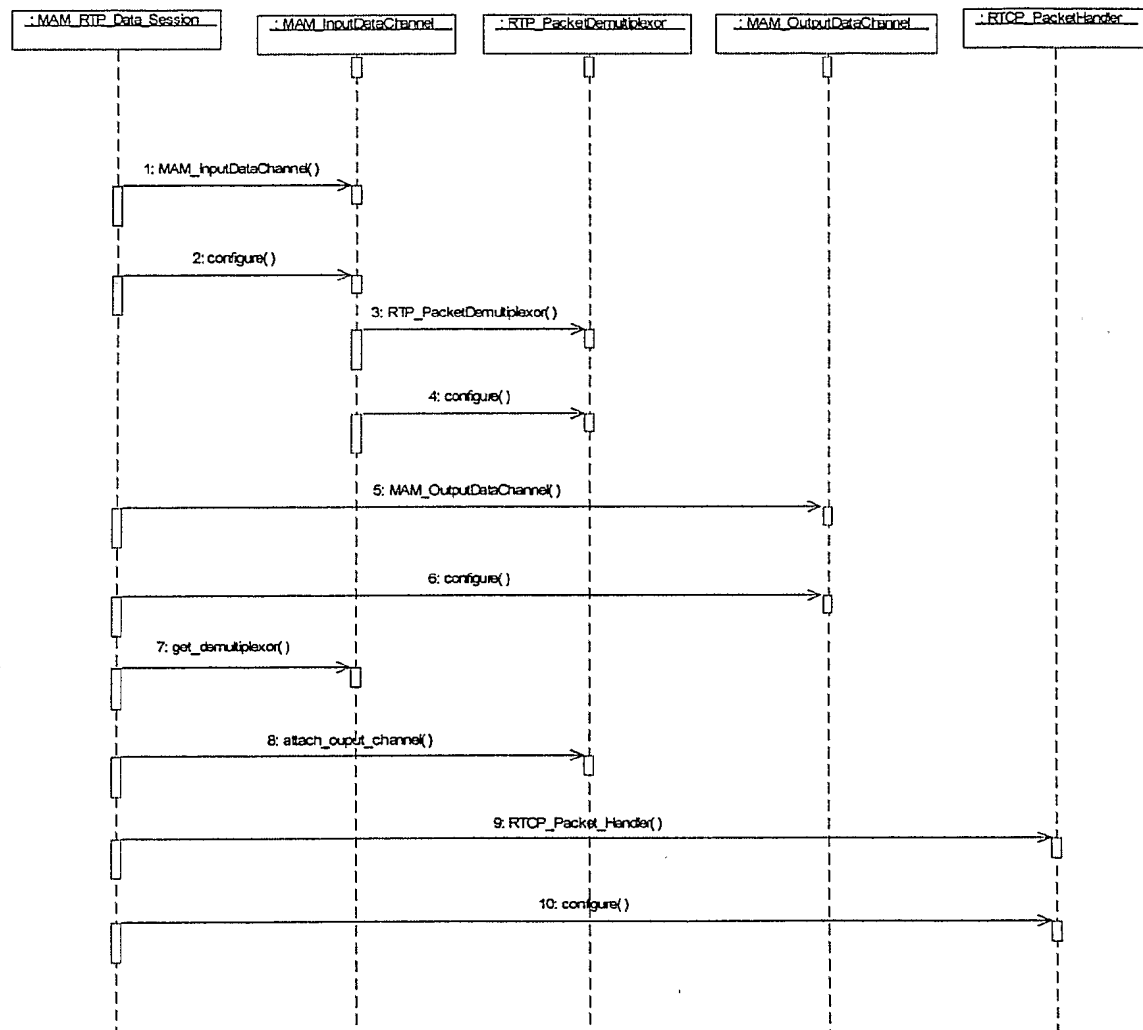 : MAM_RTP_Data_Session
: MAM_InputDataChannel
: RTP_PacketDemultiplexor
: MAM_OutputDataChannel
: RTCP_PacketHandler
1: MAM_InputDataChannel( )
2: configure( )
3: RTP_PacketDemultiplexor( )
4: configure( )
5: MAM_OutputDataChannel( )
6: configure( )
7: get_demultiplexor( )
8: attach_ouput_channel( )
9: RTCP_Packet_Handler( )
10: configure( )